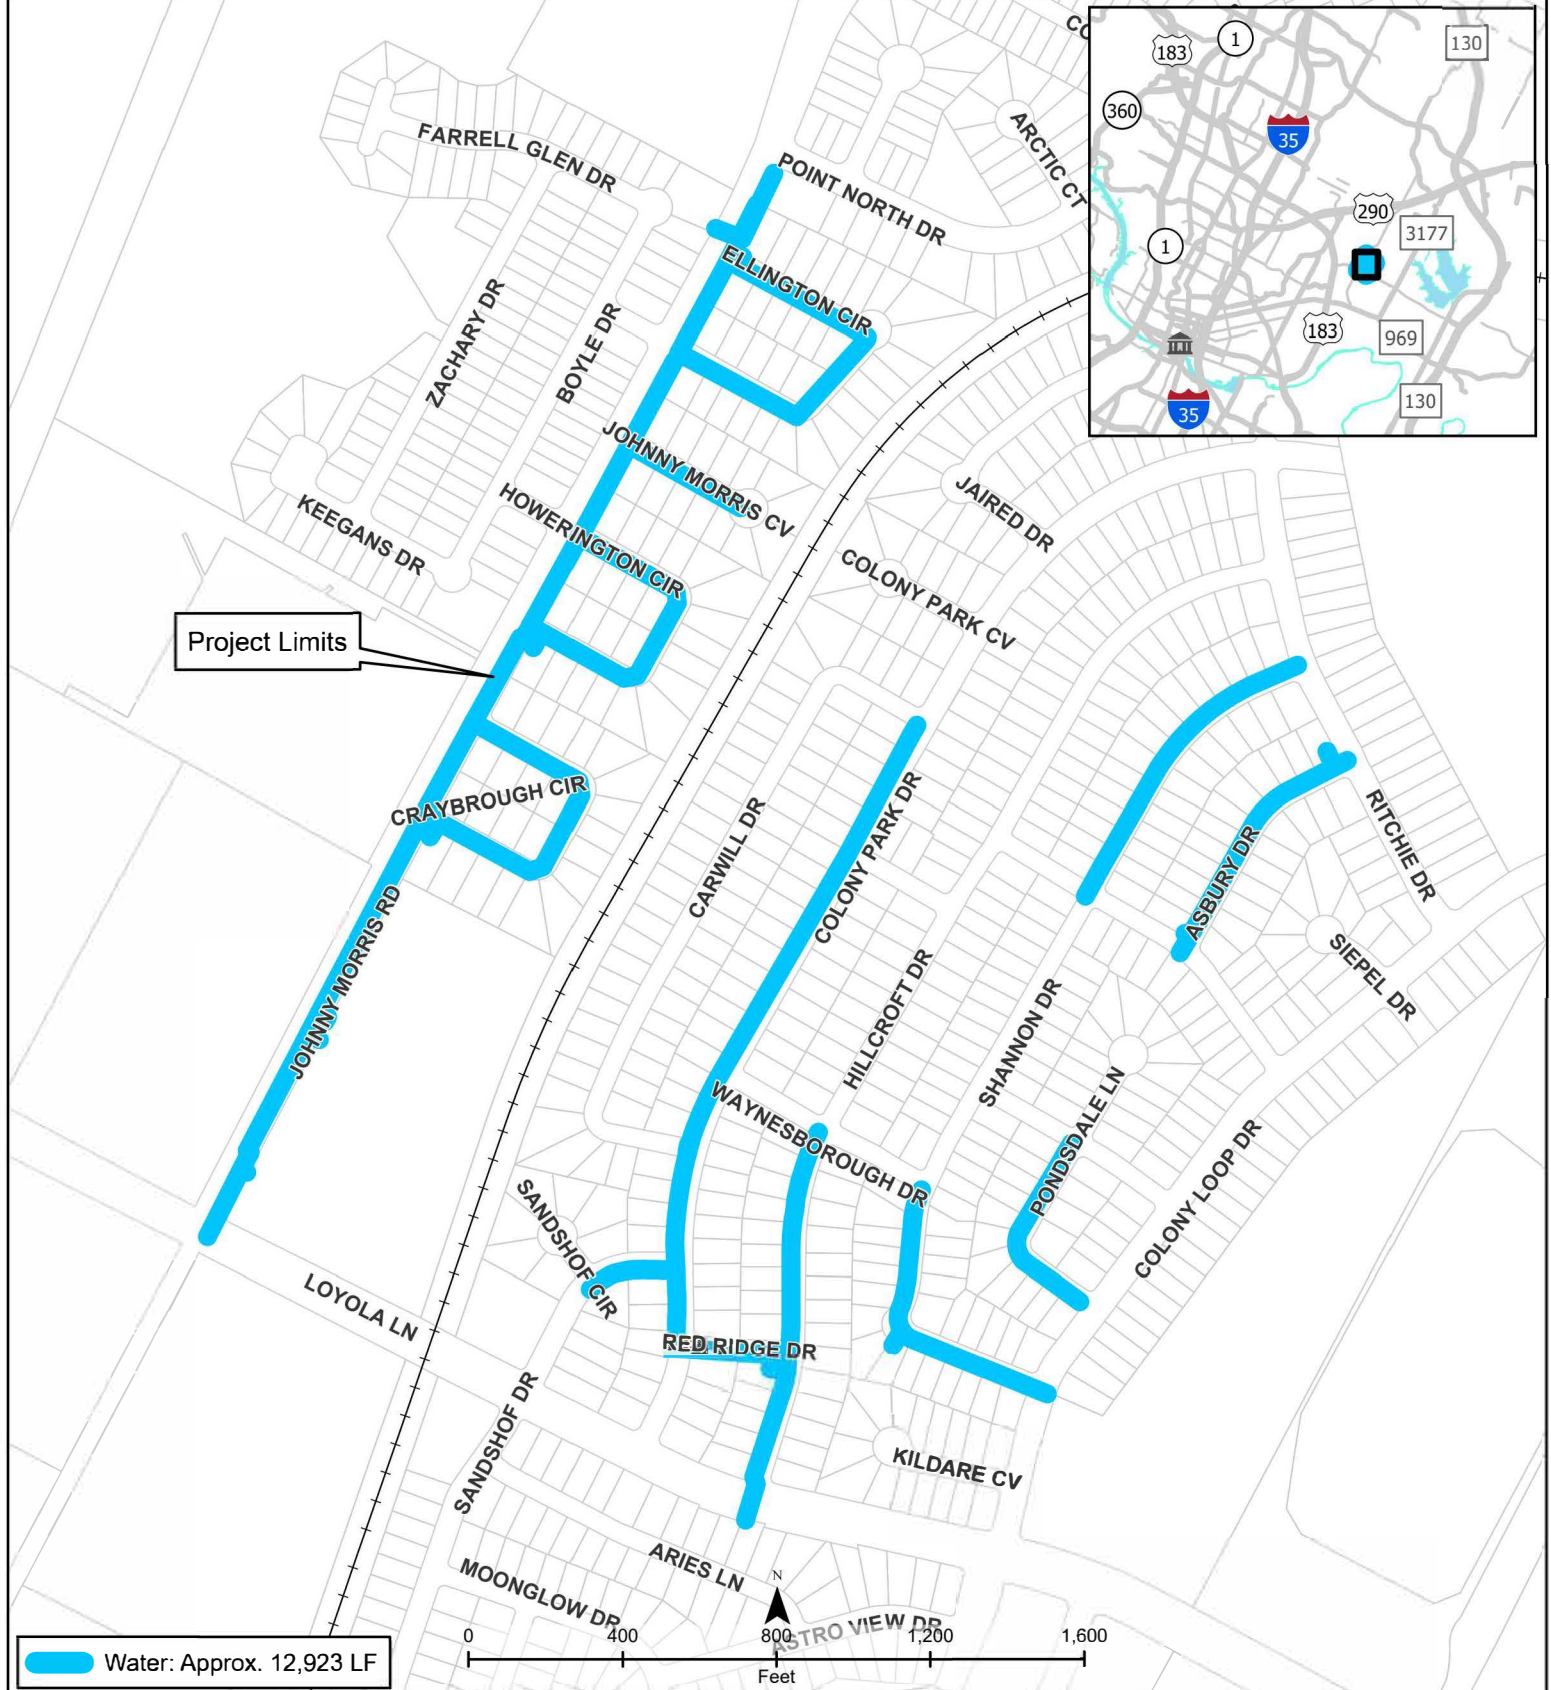 CO
183
1
130
360
35
290
3177
1
183
969
130
35
FARRELL GLEN DR
POINT NORTH DR
ARCTIC CT
ELLINGTON CIR
ZACHARY DR
BOYLE DR
JOHNNY MORRIS CV
JAIRED DR
HOWERINGTON CIR
KEEGANS DR
COLONY PARK CV
Project Limits
CRAYBROUGH CIR
CARWILL DR
COLONY PARK DR
RITCHIE DR
ASBURY DR
JOHNNY MORRIS RD
SIEPEL DR
HILLCROFT DR
SHANNON DR
WAYNESBOROUGH DR
PONDSDALE LN
COLONY LOOP DR
SANDSHOF CIR
LOYOLA LN
RED RIDGE DR
SANDSHOF DR
KILDARE CV
ARIES LN
MOONGLOW DR
N
ASTRO VIEW DR
0 400 800 1,200 1,600
Feet
Water: Approx. 12,923 LF